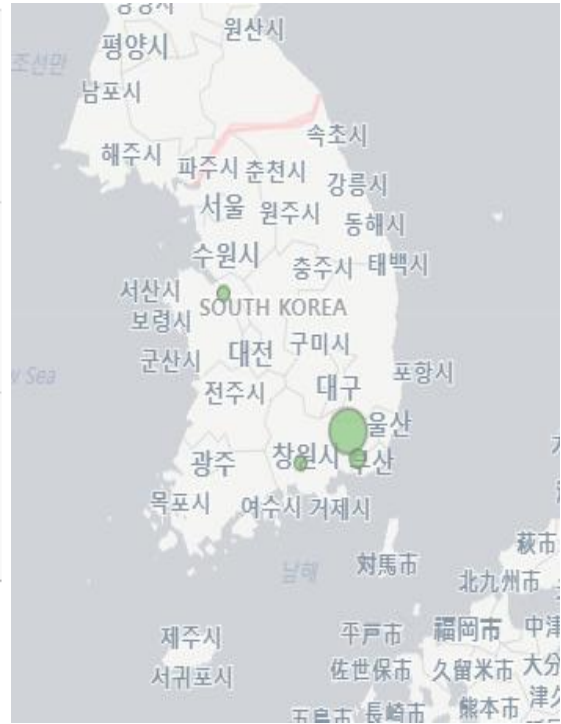 원산시
평양시
조선만
남포시
속초시
해주시
파주시 춘천시
강릉시
서울 원주시
동해시
수원시
충주시 태백시
서산시
SOUTH KOREA
보령시
구미시
대전
군산시
포항시
w Sea
대구
전주시
울산
창원시
광주
목포시
여수시 거제시
남해
対馬市
萩市
北九州市
제주시
平戸市 福岡市 中津
서귀포시
佐世保市 久留米市 大分
長崎市 熊本市